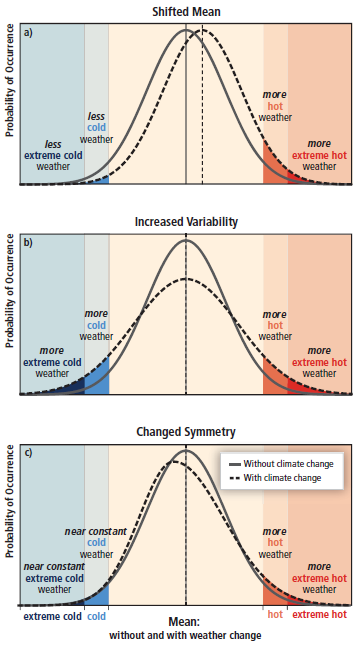 Shifted Mean
Probability of Occurrence
a)
less
cold
weather
less
extreme cold
weather
more
hot
weather
more
extreme hot
weather
Increased Variability
Probability of Occurrence
b)
more
cold
weather
more
extreme cold
weather
more
hot
weather
more
extreme hot
weather
Changed Symmetry
Probability of Occurrence
c)
Without climate change
With climate change
near constant
cold
weather
near constant
extreme cold
weather
more
hot
weather
more
extreme hot
weather
extreme cold cold
hot extreme hot
Mean:
without and with weather change